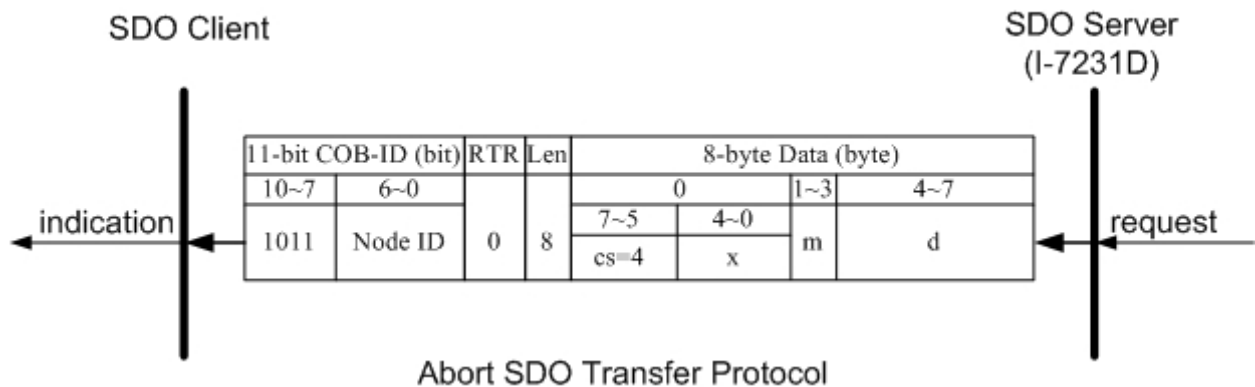 SDO Client
SDO Server
(I-7231D)
11-bit COB-ID (bit) RTR Len 8-byte Data (byte)
10~7 6~0 0 1~3 4~7
indication 1011 Node ID 0 8 7~5 4~0 m d request
cs=4 x
Abort SDO Transfer Protocol